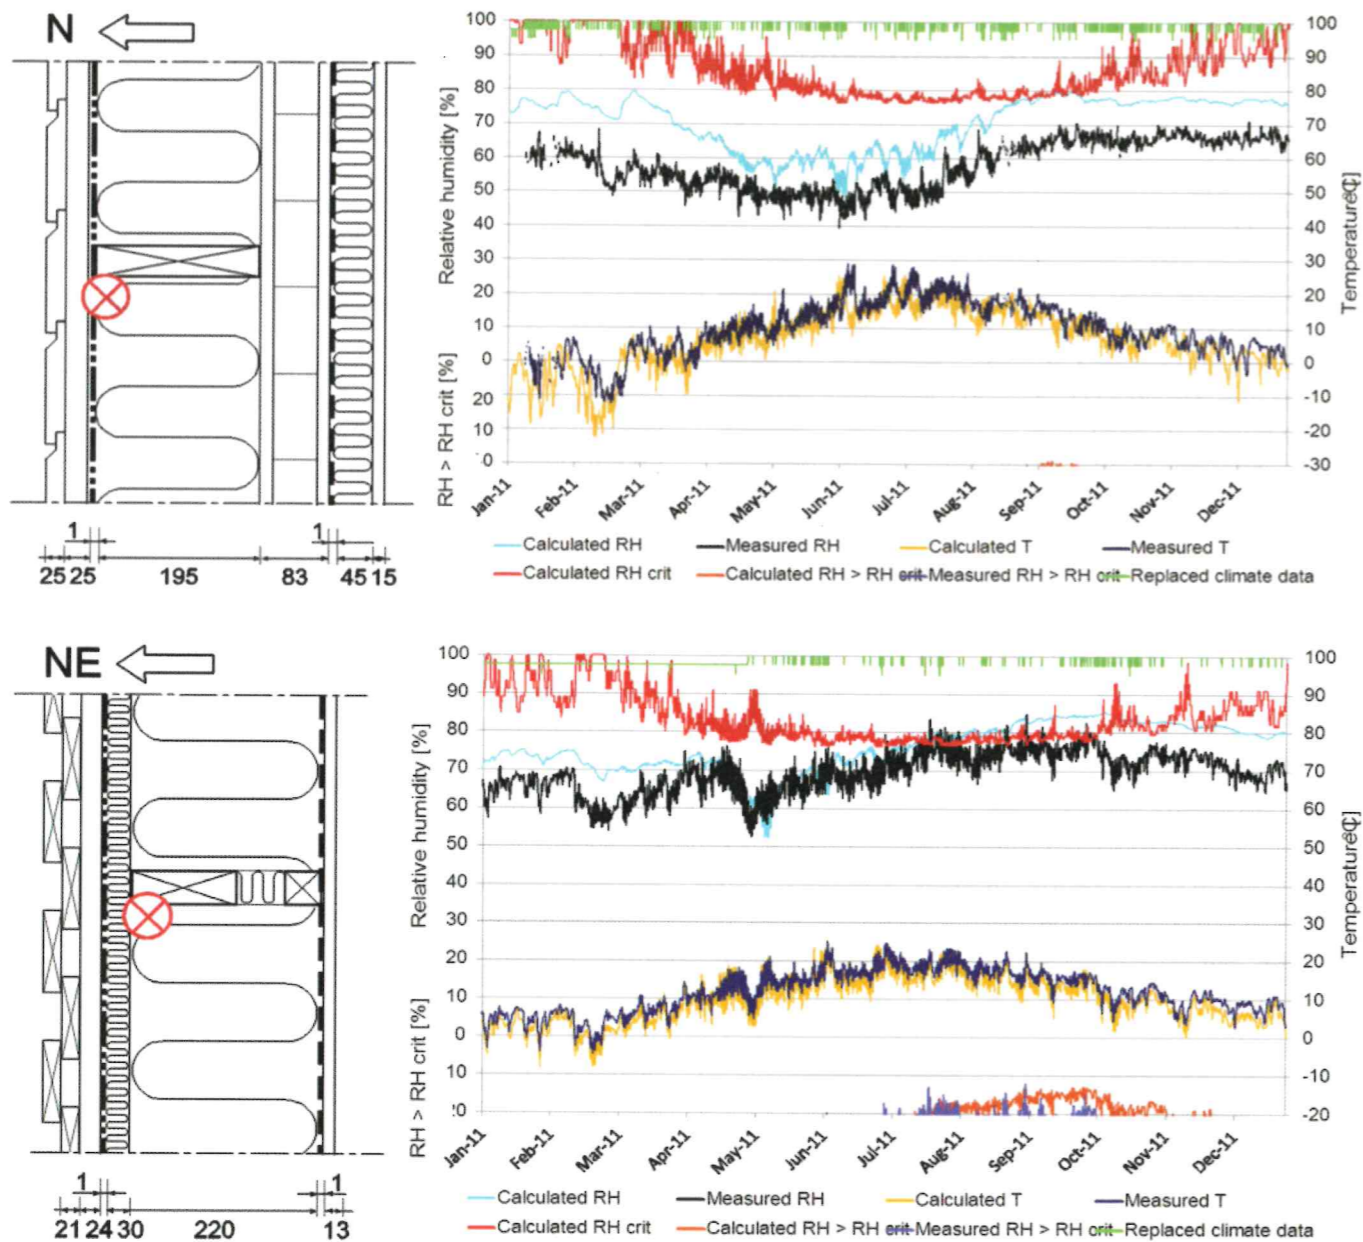 N
100
90
80
70
60
50
40
30
20
10
0
20
10
.0
Relative humidity [%]
RH > RH crit [%]
100
90
80
70
60
50
40
30
20
10
0
-10
-20
-30
Temperature℃
Jan-11
Feb-11
Mar-11
Apr-11
May-11
Jun-11
Jul-11
Aug-11
Sep-11
Oct-11
Nov-11
Dec-11
1
1
25 25 195 83 45 15
Calculated RH Measured RH Calculated T Measured T
Calculated RH crit Calculated RH > RH crit Measured RH > RH crit Replaced climate data
NE
100
90
80
70
60
50
40
30
20
10
0
10
0
Relative humidity [%]
RH > RH crit [%]
100
90
80
70
60
50
40
30
20
10
0
-10
-20
Temperature℃
Jan-11
Feb-11
Mar-11
Apr-11
May-11
Jun-11
Jul-11
Aug-11
Sep-11
Oct-11
Nov-11
Dec-11
1
1
21 24 30 220 13
Calculated RH Measured RH Calculated T Measured T
Calculated RH crit Calculated RH > RH crit Measured RH > RH crit Replaced climate data